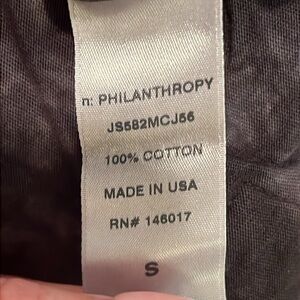 n: PHILANTHROPY
JS582MCJ56
100% COTTON
MADE IN USA
RN# 146017
S